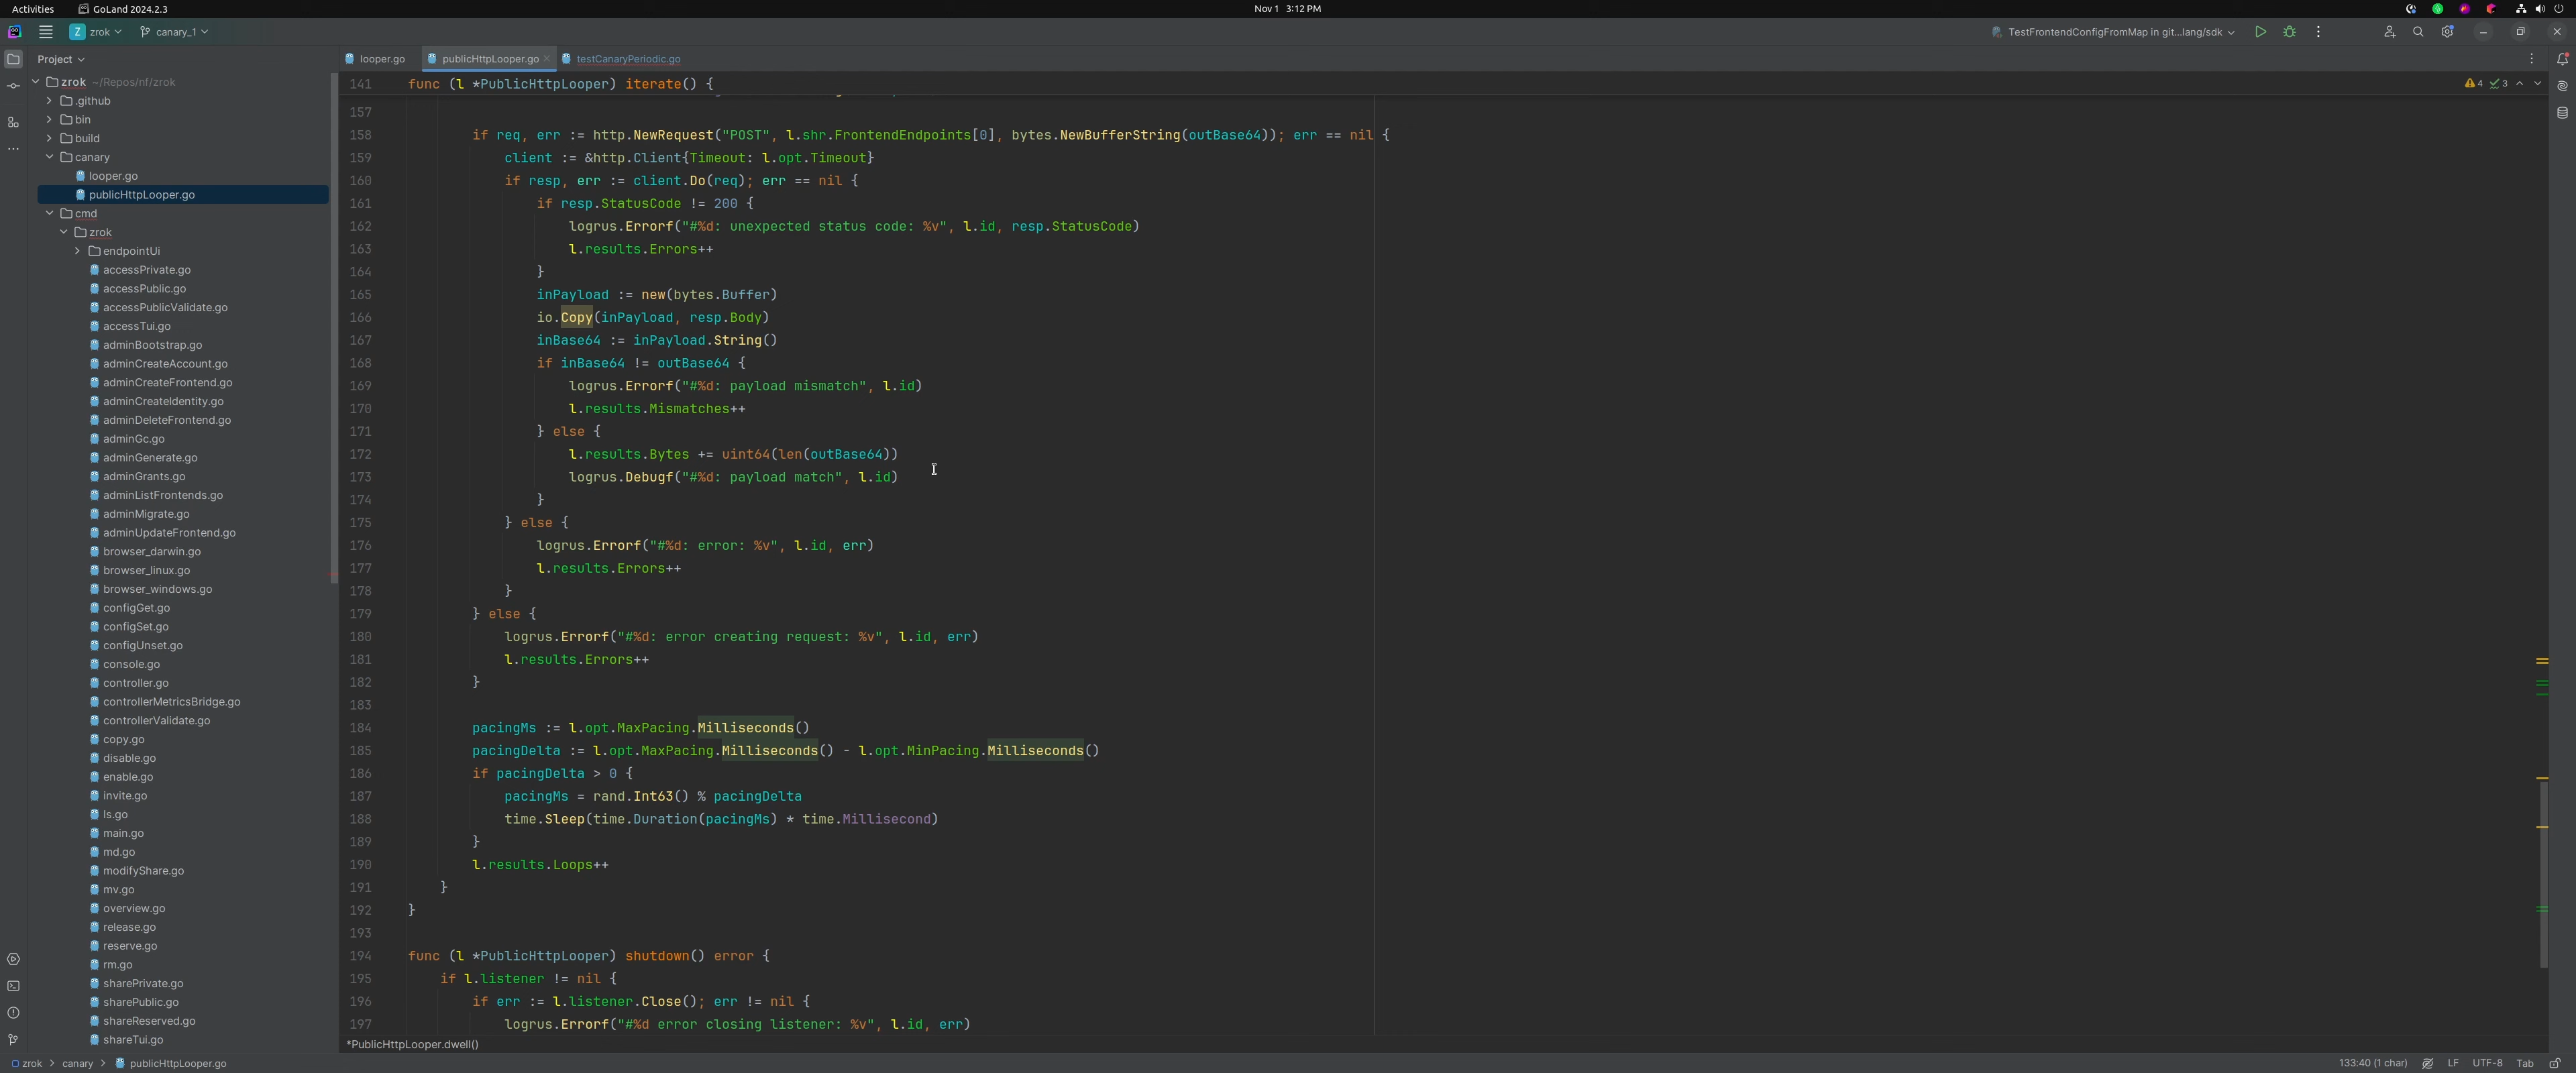 Activities
GoLand 2024.2.3
Nov 1 3:12 PM
Z zrok
canary_1
TestFrontendConfigFromMap in git...lang/sdk
Project
looper.go
publicHttpLooper.go
testCanaryPeriodic.go
zrok ~/Repos/nf/zrok
.github
bin
build
canary
looper.go
publicHttpLooper.go
cmd
zrok
endpointUi
accessPrivate.go
accessPublic.go
accessPublicValidate.go
accessTui.go
adminBootstrap.go
adminCreateAccount.go
adminCreateFrontend.go
adminCreateIdentity.go
adminDeleteFrontend.go
adminGc.go
adminGenerate.go
adminGrants.go
adminListFrontends.go
adminMigrate.go
adminUpdateFrontend.go
browser_darwin.go
browser_linux.go
browser_windows.go
configGet.go
configSet.go
configUnset.go
console.go
controller.go
controllerMetricsBridge.go
controllerValidate.go
copy.go
disable.go
enable.go
invite.go
ls.go
main.go
md.go
modifyShare.go
mv.go
overview.go
release.go
reserve.go
rm.go
sharePrivate.go
sharePublic.go
shareReserved.go
shareTui.go
141 func (l *PublicHttpLooper) iterate() {
4 3
157
158 if req, err := http.NewRequest("POST", l.shr.FrontendEndpoints[0], bytes.NewBufferString(outBase64)); err == nil {
159 client := &http.Client{Timeout: l.opt.Timeout}
160 if resp, err := client.Do(req); err == nil {
161 if resp.StatusCode != 200 {
162 logrus.Errorf("#%d: unexpected status code: %v", l.id, resp.StatusCode)
163 l.results.Errors++
164 }
165 inPayload := new(bytes.Buffer)
166 io.Copy(inPayload, resp.Body)
167 inBase64 := inPayload.String()
168 if inBase64 != outBase64 {
169 logrus.Errorf("#%d: payload mismatch", l.id)
170 l.results.Mismatches++
171 } else {
172 l.results.Bytes += uint64(len(outBase64))
173 logrus.Debugf("#%d: payload match", l.id)
174 }
175 } else {
176 logrus.Errorf("#%d: error: %v", l.id, err)
177 l.results.Errors++
178 }
179 } else {
180 logrus.Errorf("#%d: error creating request: %v", l.id, err)
181 l.results.Errors++
182 }
183
184 pacingMs := l.opt.MaxPacing.Milliseconds()
185 pacingDelta := l.opt.MaxPacing.Milliseconds() - l.opt.MinPacing.Milliseconds()
186 if pacingDelta > 0 {
187 pacingMs = rand.Int63() % pacingDelta
188 time.Sleep(time.Duration(pacingMs) * time.Millisecond)
189 }
190 l.results.Loops++
191 }
192 }
193
194 func (l *PublicHttpLooper) shutdown() error {
195 if l.listener != nil {
196 if err := l.listener.Close(); err != nil {
197 logrus.Errorf("#%d error closing listener: %v", l.id, err)
*PublicHttpLooper.dwell()
zrok > canary > publicHttpLooper.go
133:40 (1 char) LF UTF-8 Tab